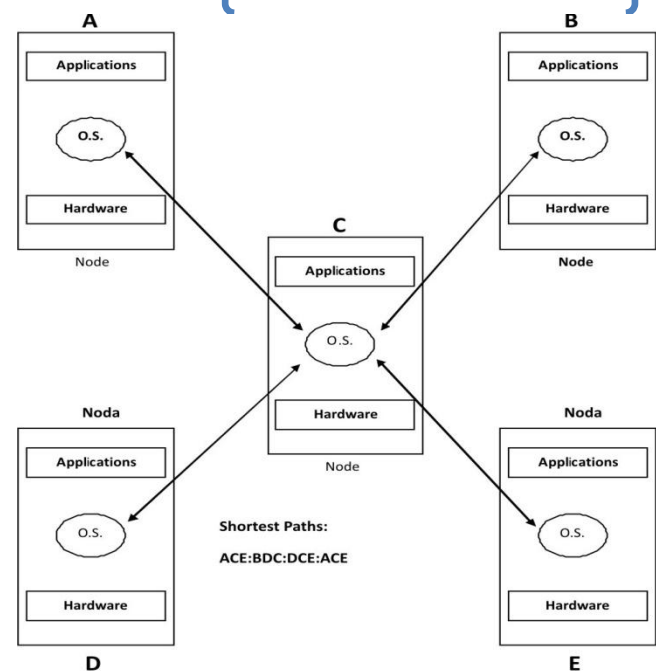 A
Applications
O.S.
Hardware
Node
B
Applications
O.S.
Hardware
Node
C
Applications
O.S.
Hardware
Node
Noda
Applications
O.S.
Hardware
D
Shortest Paths:
ACE:BDC:DCE:ACE
Noda
Applications
O.S.
Hardware
E